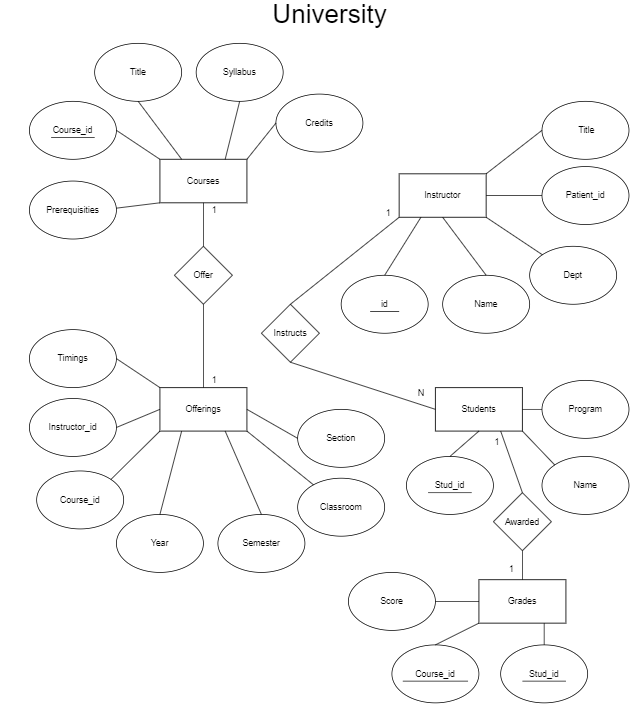 University
Title
Syllabus
Course_id
Credits
Title
Courses
Instructor
Patient_id
Prerequisities
1
1
Offer
Dept
id
Name
Instructs
Timings
1
N
Offerings
Students
Program
Instructor_id
Section
1
Stud_id
Name
Course_id
Classroom
Awarded
Year
Semester
1
Score
Grades
Course_id
Stud_id